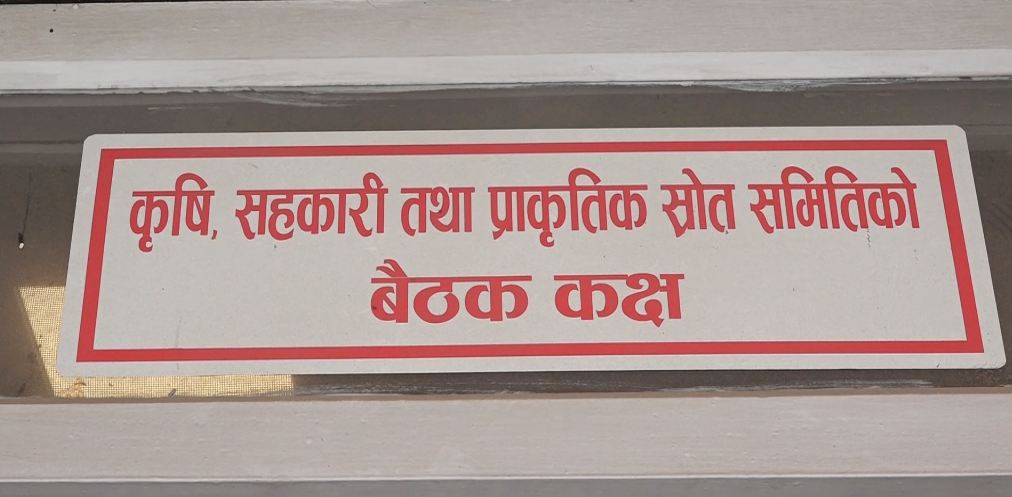 कृषि, सहकारी तथा प्राकृतिक स्रोत समितिको
बैठक कक्ष